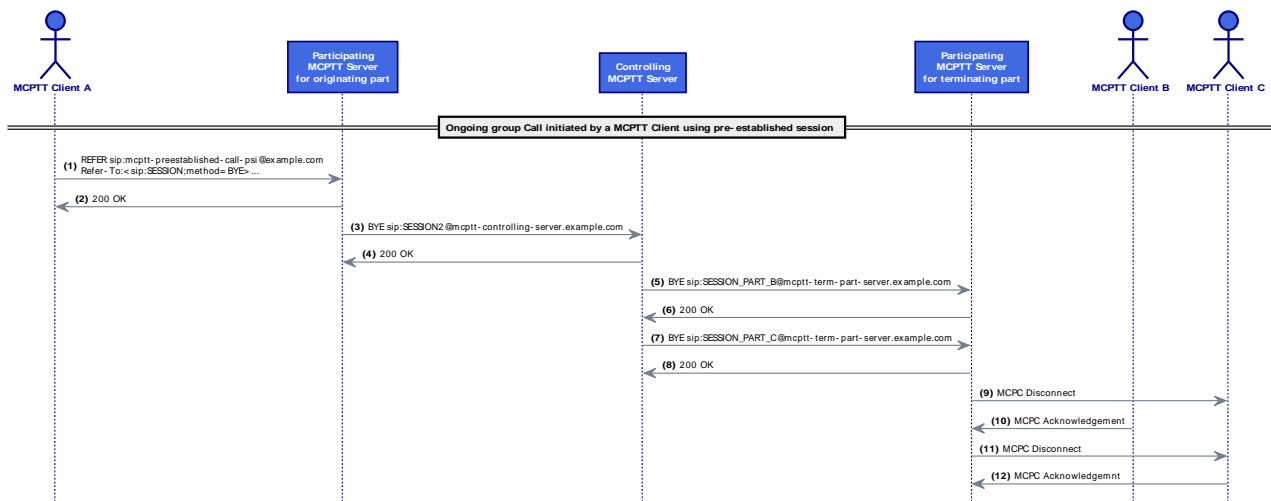 MCPTT Client A
Participating
MCPTT Server
for originating part
Controlling
MCPTT Server
Participating
MCPTT Server
for terminating part
MCPTT Client B
MCPTT Client C
Ongoing group Call initiated by a MCPTT Client using pre- established session
(1) REFER sip:mcptt- preestablished- call- psi@example.com
Refer- To:< sip:SESSION;method= BYE> ...
(2) 200 OK
(3) BYE sip:SESSION2@mcptt- controlling- server.example.com
(4) 200 OK
(5) BYE sip:SESSION_PART_B@mcptt- term- part- server.example.com
(6) 200 OK
(7) BYE sip:SESSION_PART_C@mcptt- term- part- server.example.com
(8) 200 OK
(9) MCPC Disconnect
(10) MCPC Acknowledgement
(11) MCPC Disconnect
(12) MCPC Acknowledgemnt